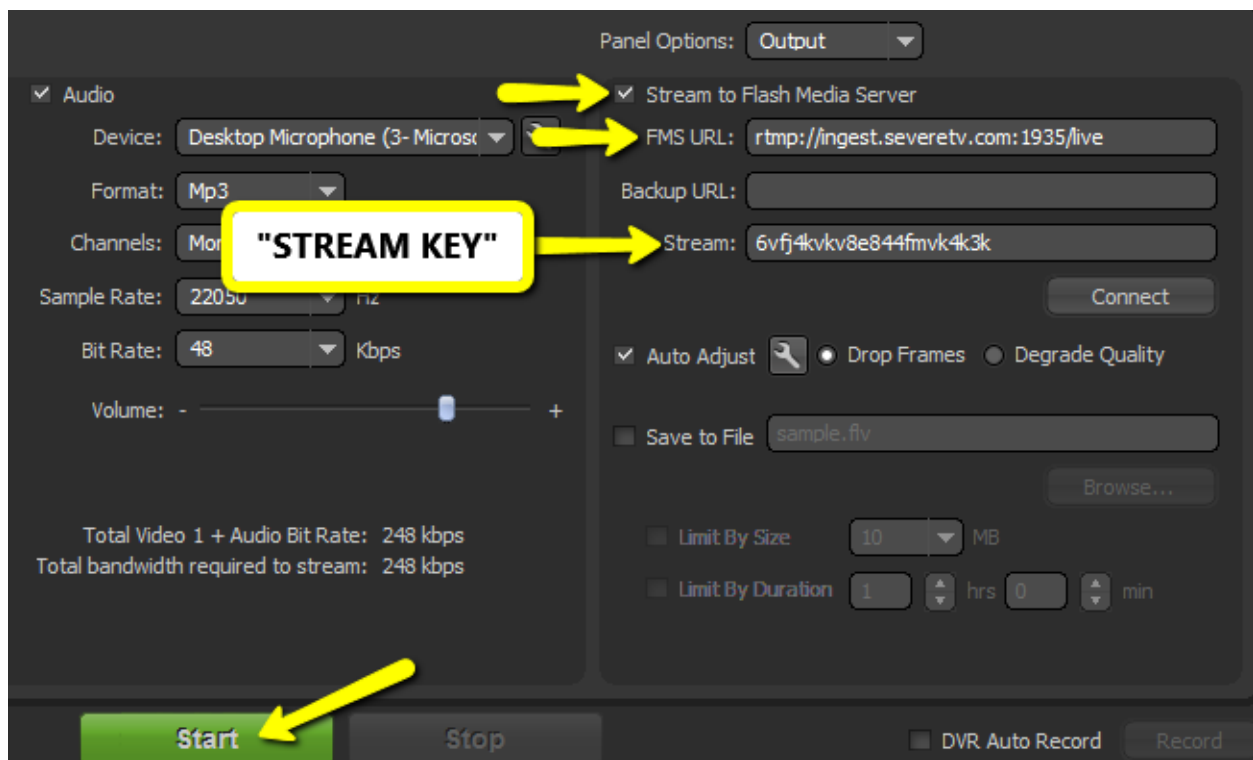 Panel Options: Output
Audio
Device: Desktop Microphone (3- Microso
Format: Mp3
Channels:
"STREAM KEY"
Sample Rate: 22050 Hz
Bit Rate: 48 Kbps
Volume: - +
Total Video 1 + Audio Bit Rate: 248 kbps
Total bandwidth required to stream: 248 kbps
Stream to Flash Media Server
FMS URL: rtmp://ingest.severetv.com:1935/live
Backup URL:
Stream: 6vfj4kvkv8e844fmvk4k3k
Connect
Auto Adjust Drop Frames Degrade Quality
Save to File sample.flv
Browse...
Limit By Size 10 MB
Limit By Duration 1 hrs 0 min
Start Stop
DVR Auto Record Record